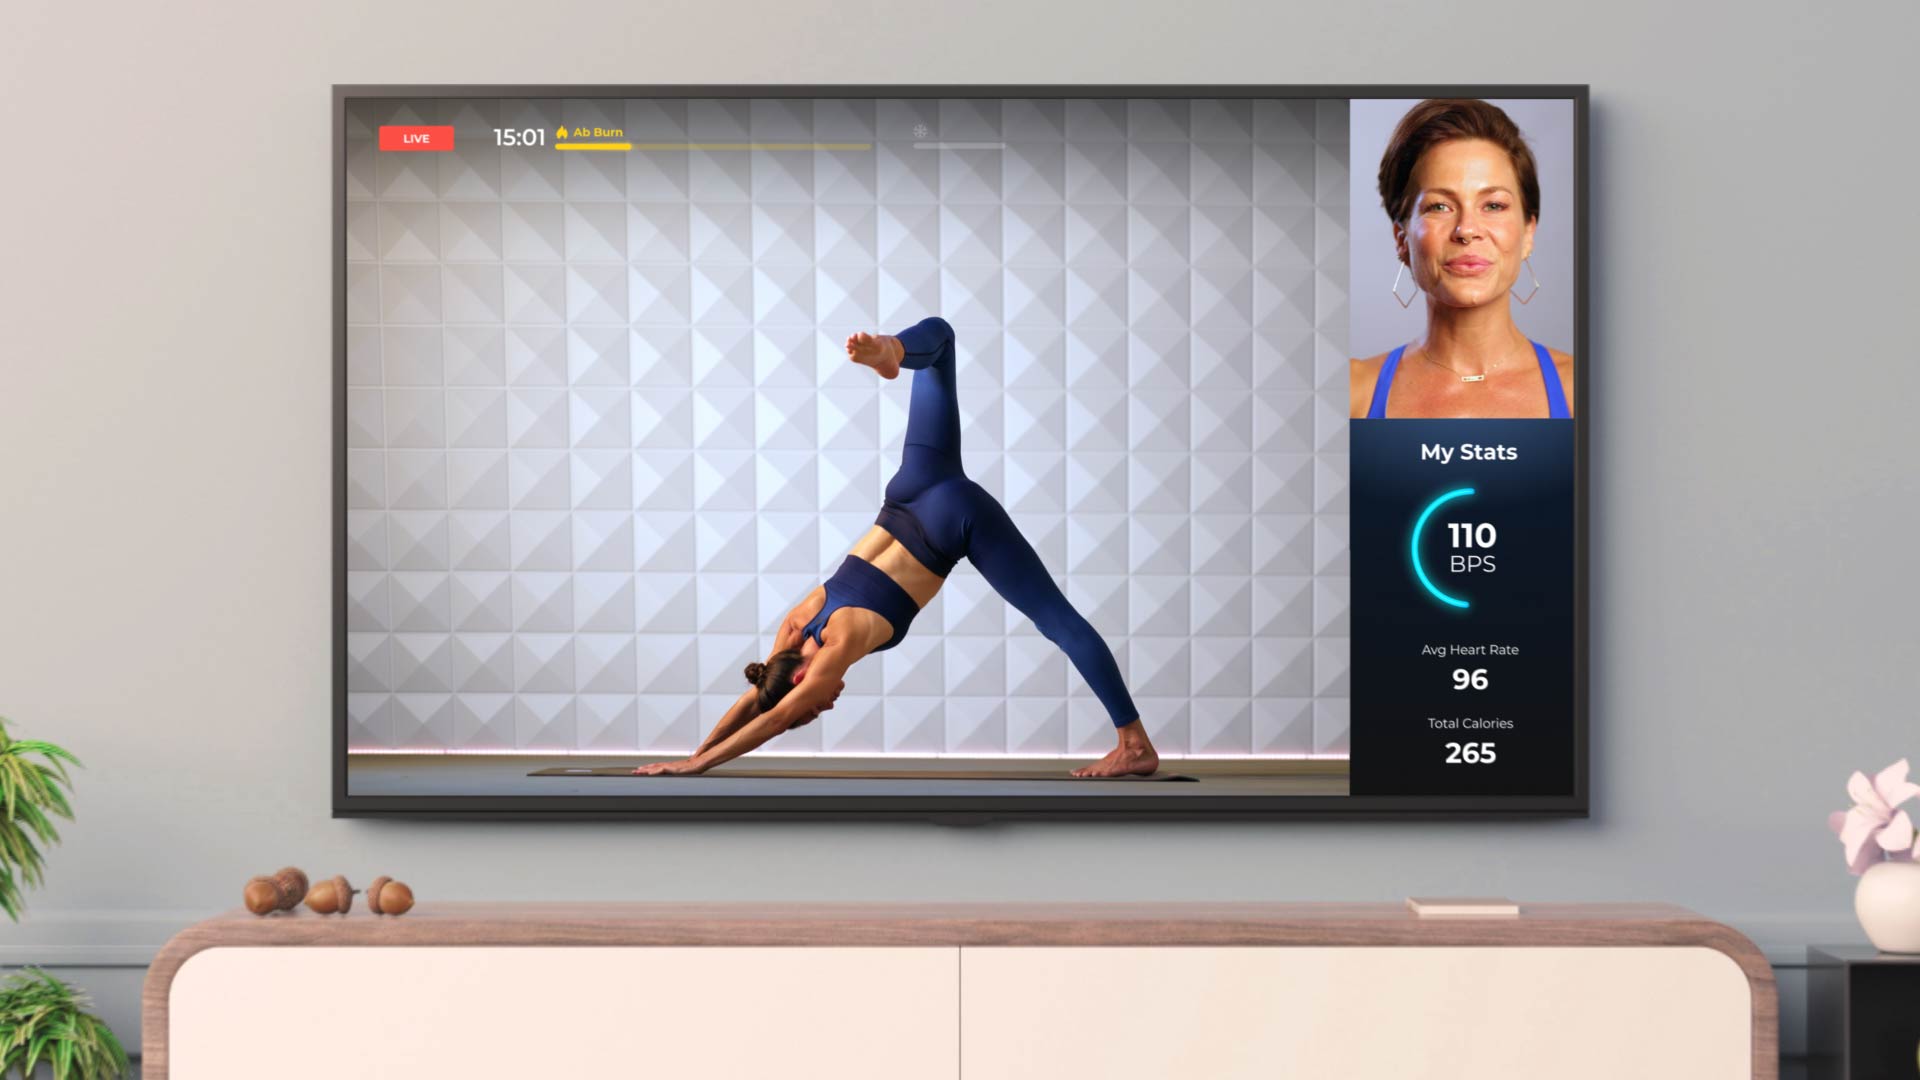 LIVE
15:01
Ab Burn
My Stats
110
BPS
Avg Heart Rate
96
Total Calories
265